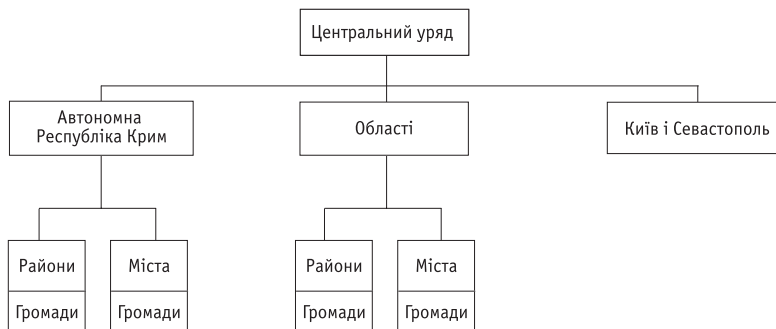 Центральний уряд
Автономна
Республіка Крим
Області
Київ і Севастополь
Райони
Міста
Райони
Міста
Громади
Громади
Громади
Громади